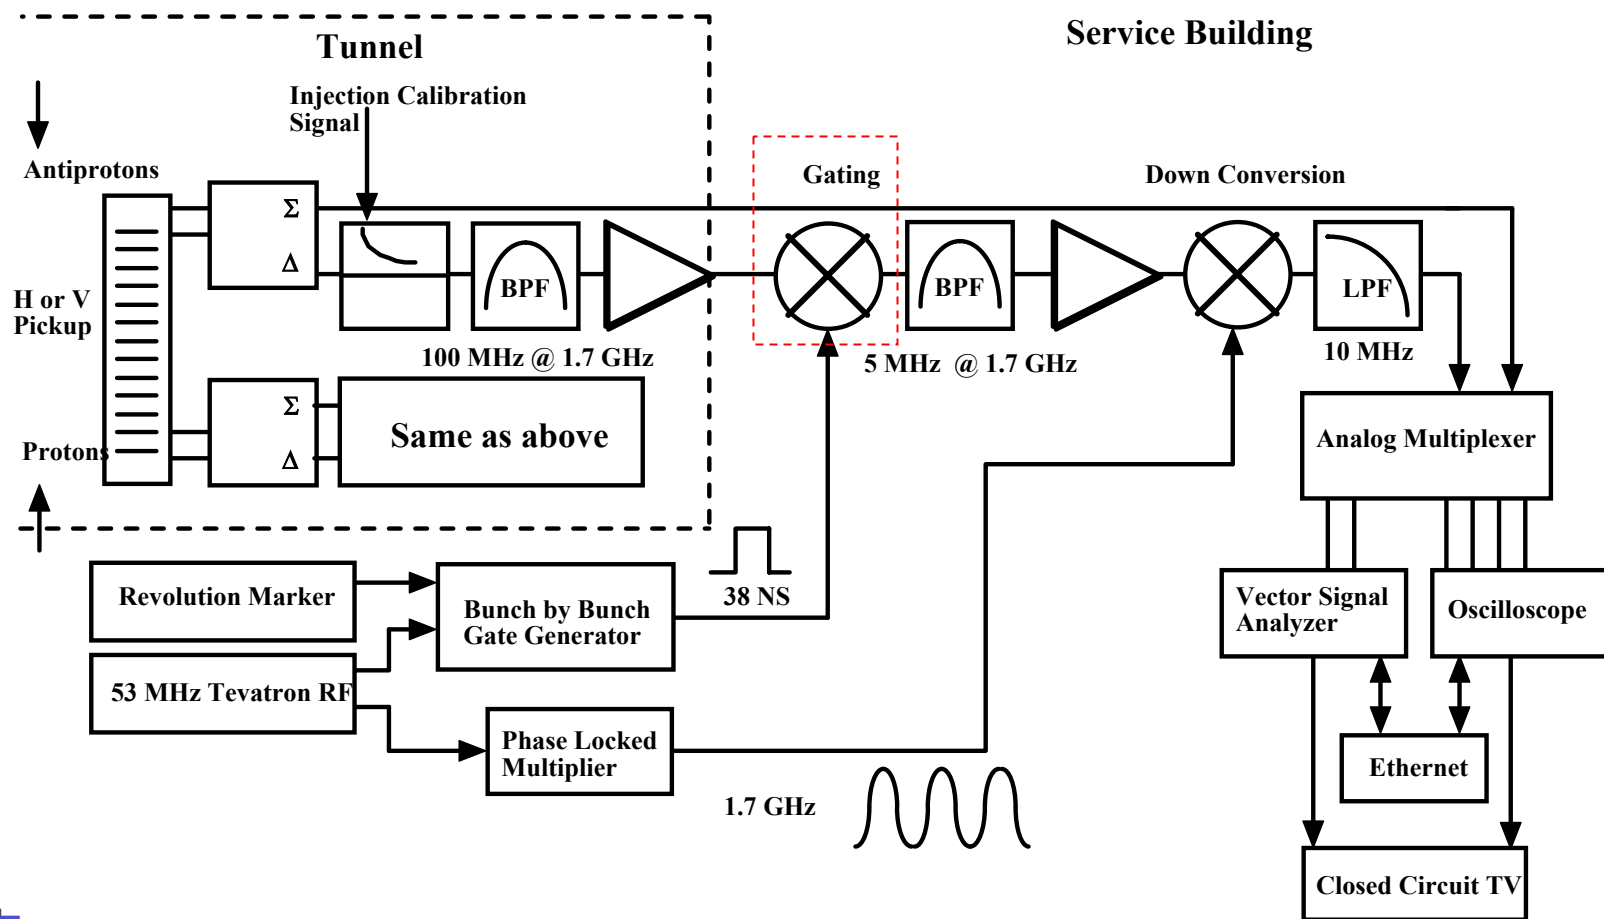 Service Building
Tunnel
Injection Calibration
Signal
Antiprotons
Gating
Down Conversion
Σ
Δ
BPF
BPF
LPF
H or V
Pickup
100 MHz @ 1.7 GHz
5 MHz @ 1.7 GHz
10 MHz
Σ
Same as above
Δ
Protons
Analog Multiplexer
Revolution Marker
Bunch by Bunch
Gate Generator
38 NS
Vector Signal
Analyzer
Oscilloscope
53 MHz Tevatron RF
Phase Locked
Multiplier
Ethernet
1.7 GHz
Closed Circuit TV